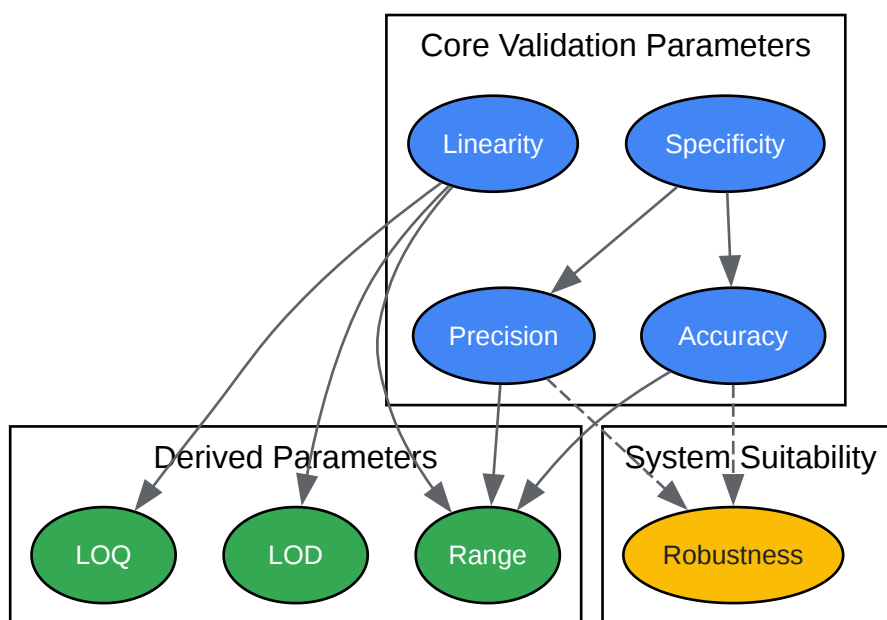 Core Validation Parameters
Linearity
Specificity
Precision
Accuracy
Derived Parameters
System Suitability
LOQ
LOD
Range
Robustness